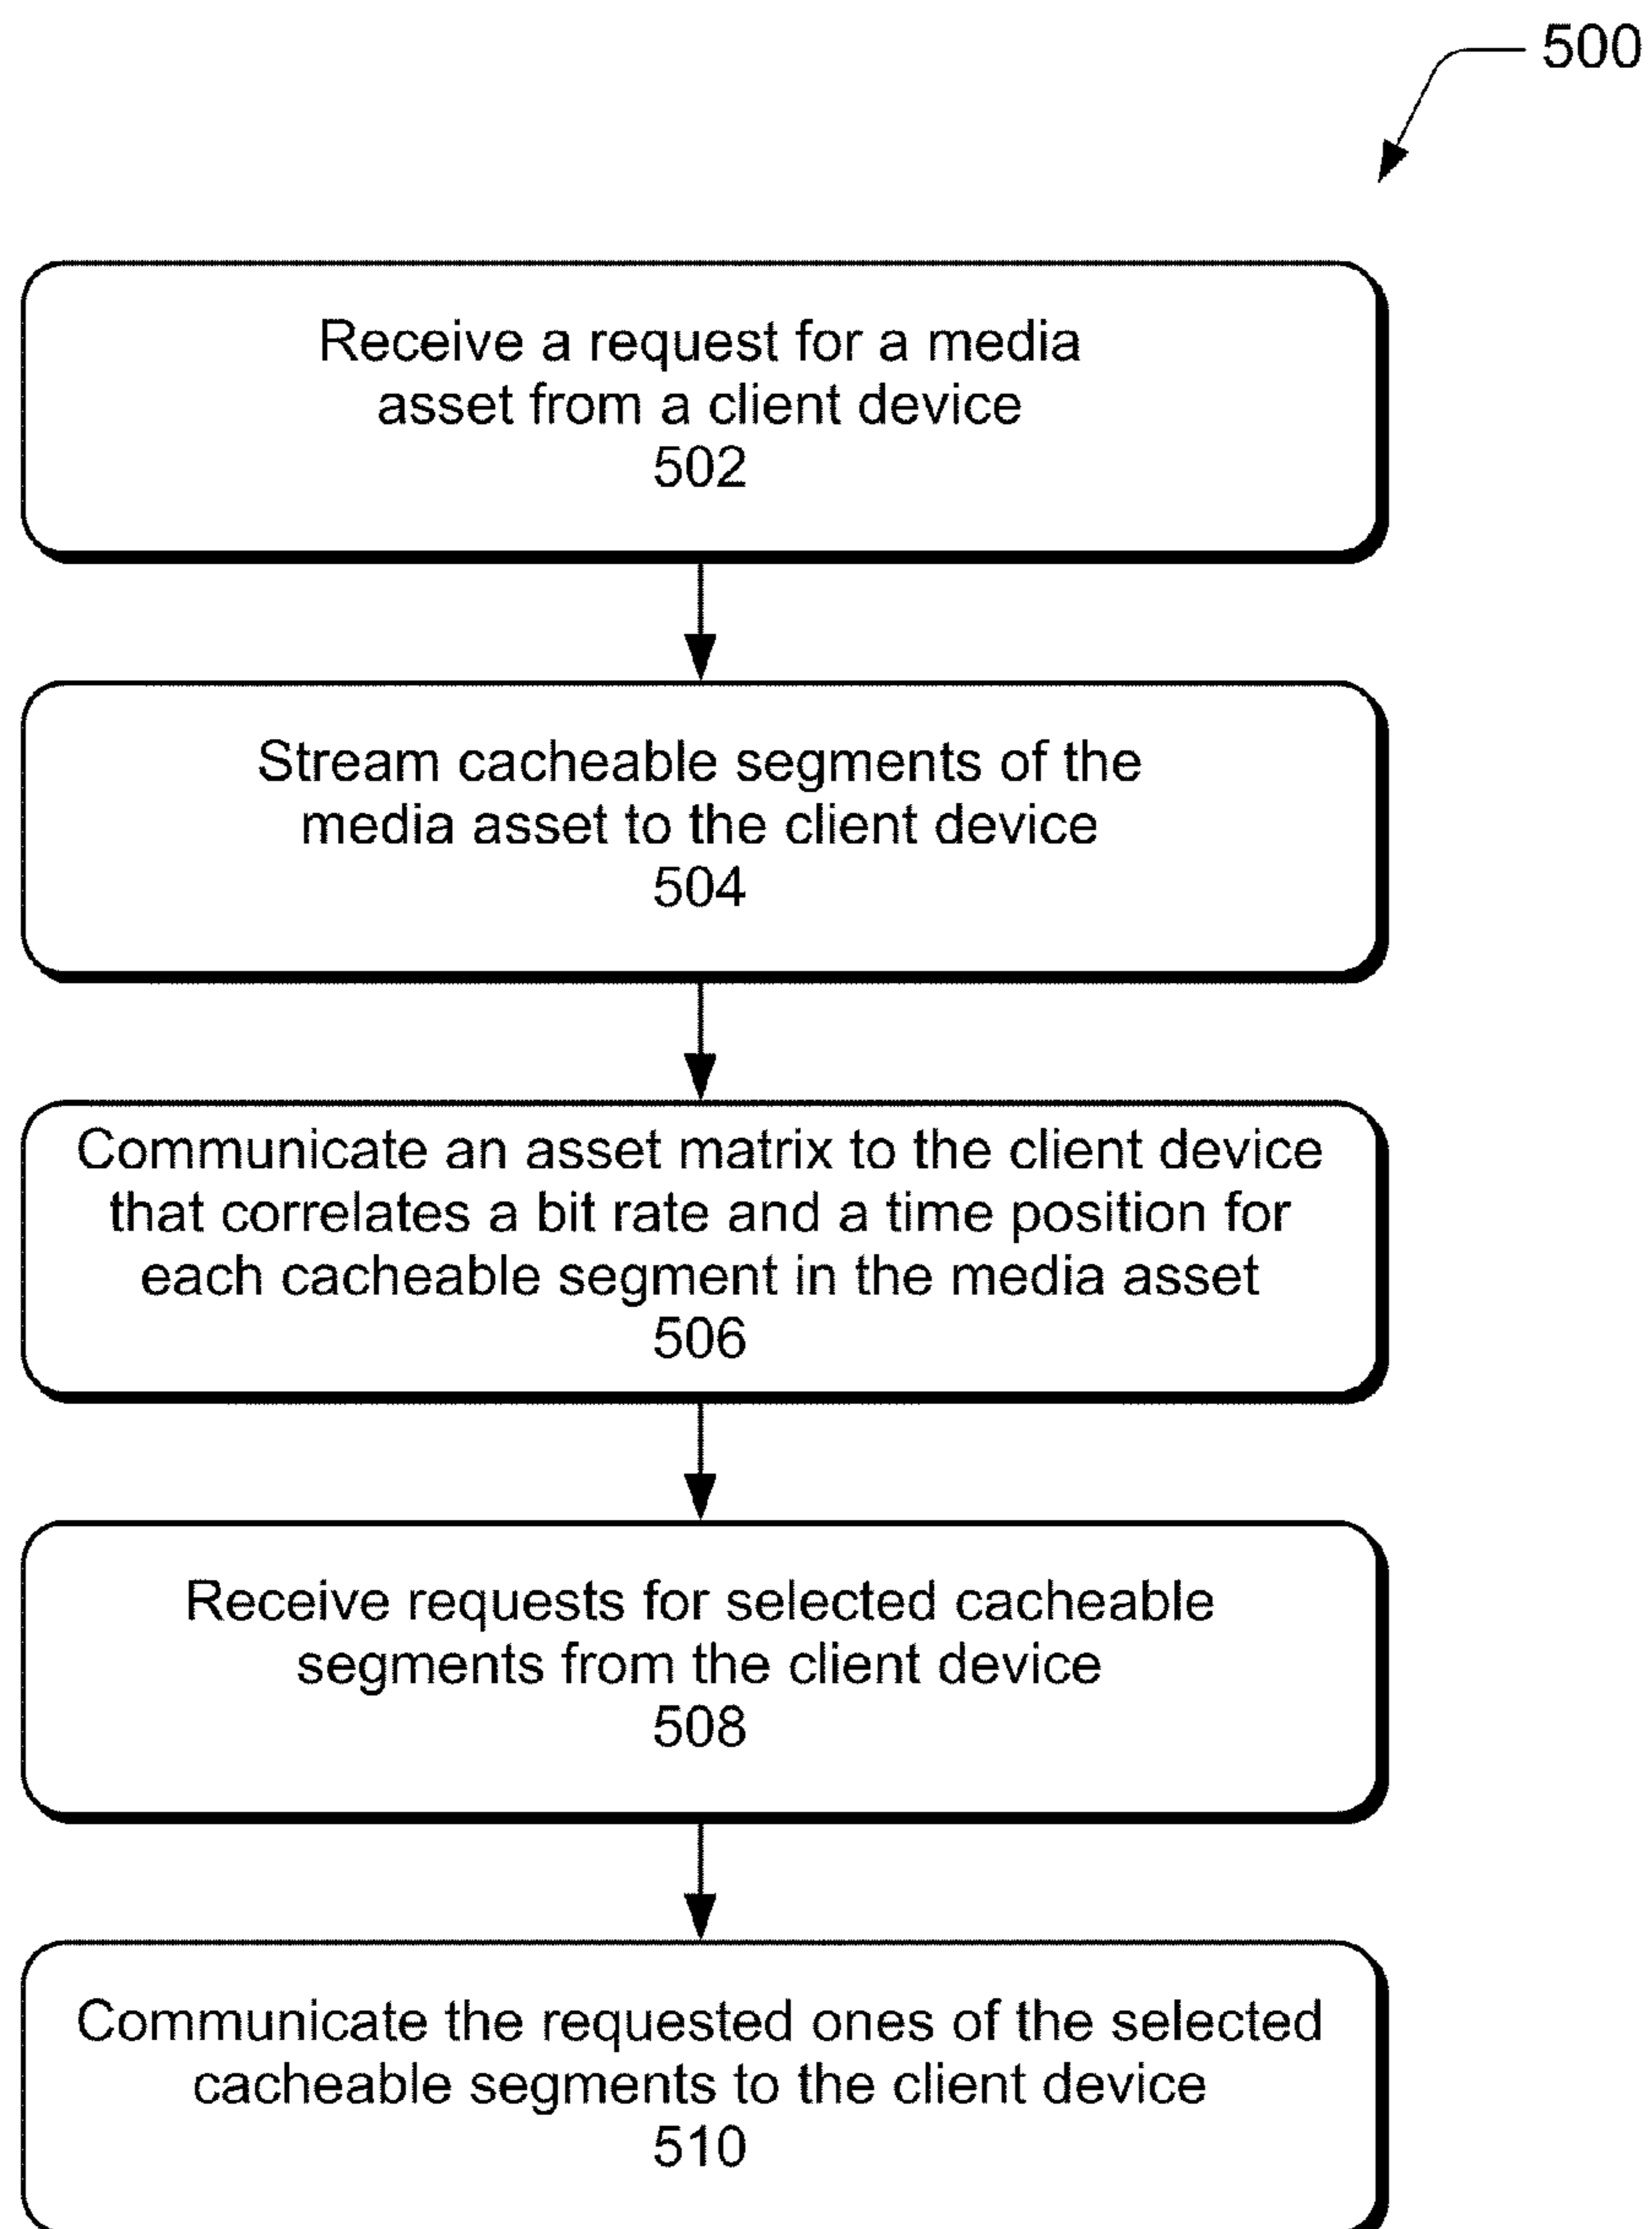 500
Receive a request for a media
asset from a client device
502
Stream cacheable segments of the
media asset to the client device
504
Communicate an asset matrix to the client device
that correlates a bit rate and a time position for
each cacheable segment in the media asset
506
Receive requests for selected cacheable
segments from the client device
508
Communicate the requested ones of the selected
cacheable segments to the client device
510